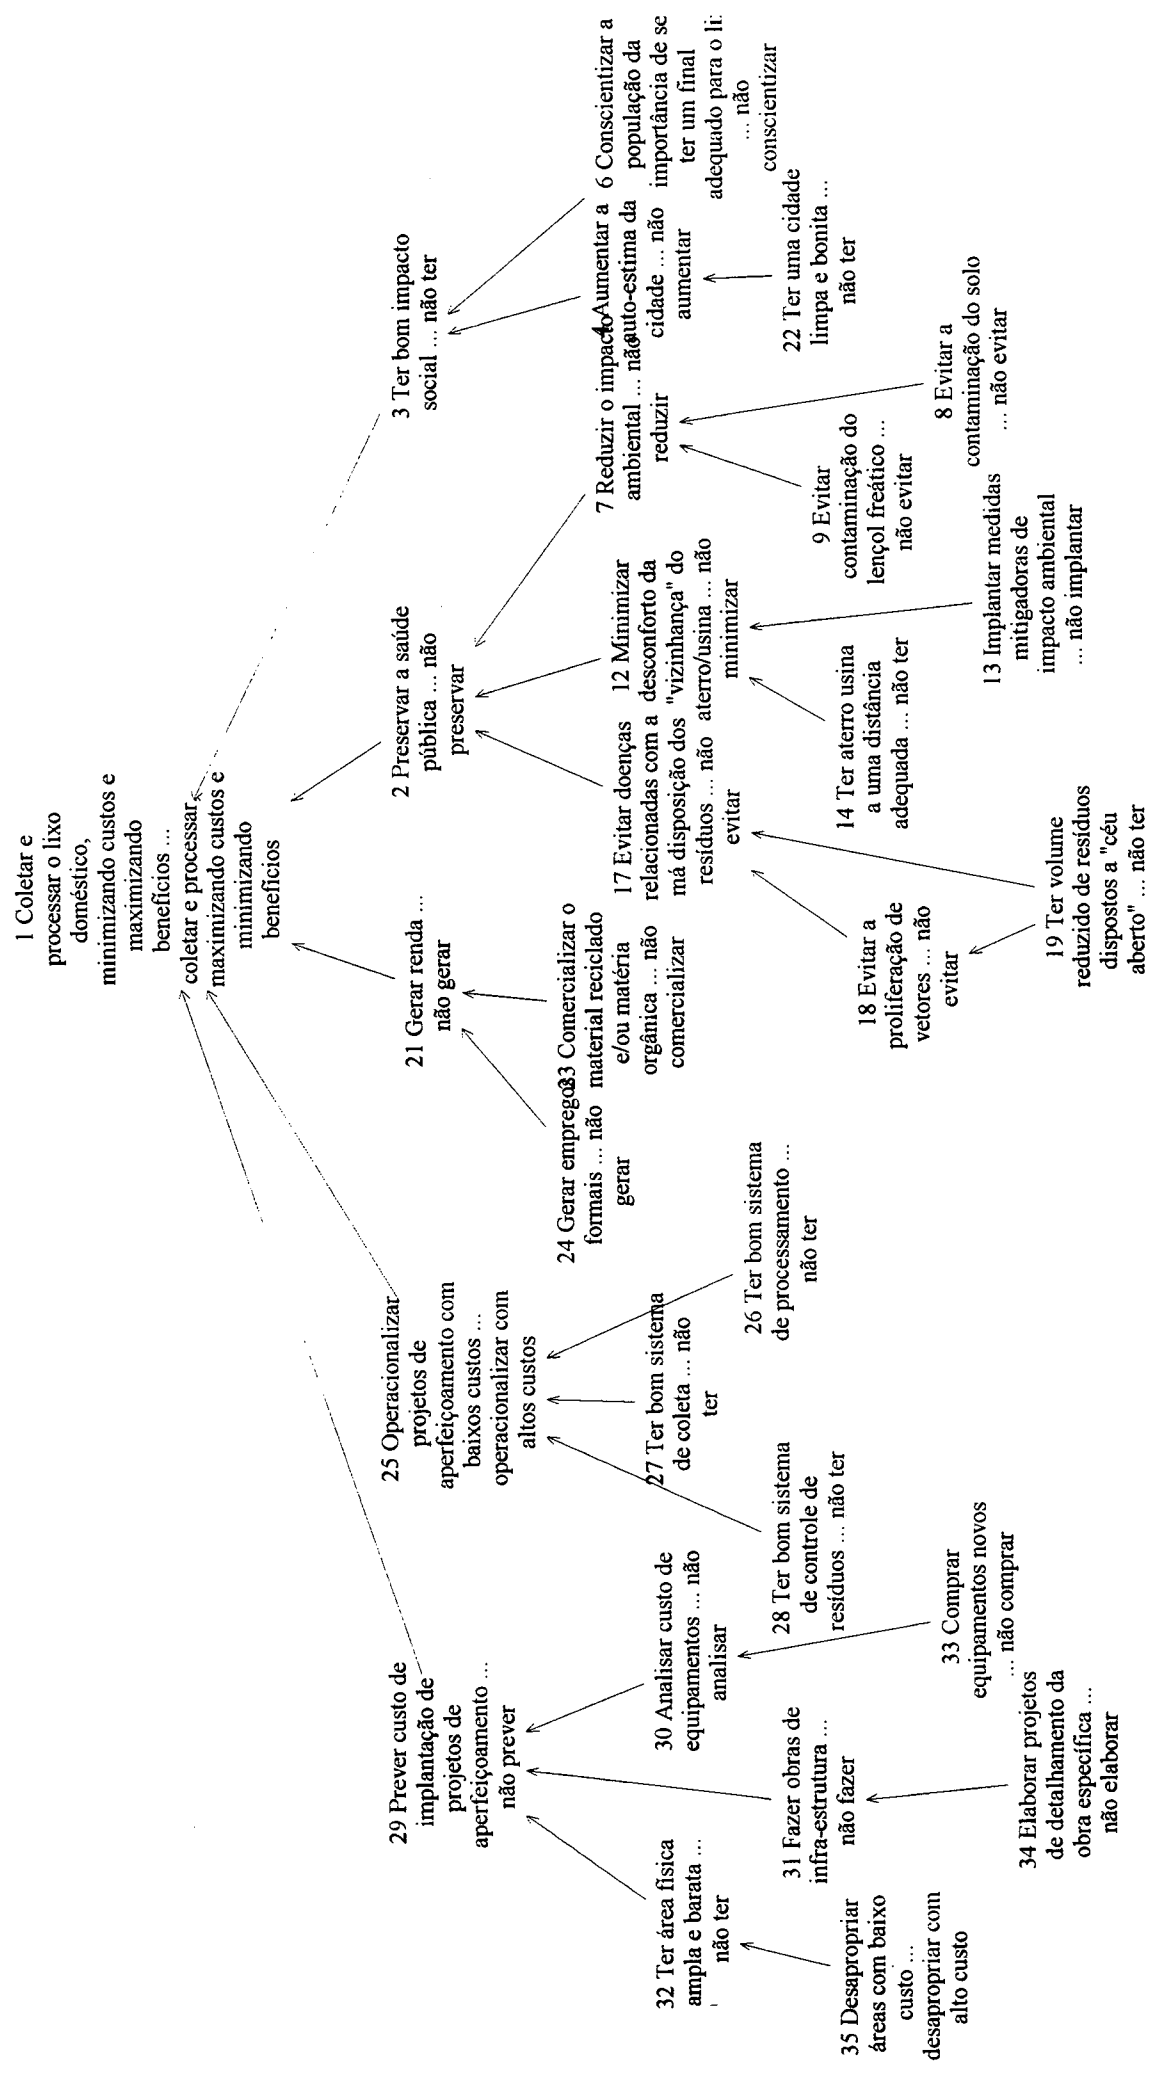 1 Coletar e
processar o lixo
doméstico,
minimizando custos e
maximizando
benefícios ...
coletar e processar
maximizando custos e
minimizando
benefícios
29 Prever custo de
implantação de
projetos de
aperfeiçoamento ...
não prever
25 Operacionalizar
projetos de
aperfeiçoamento com
baixos custos ...
operacionalizar com
altos custos
21 Gerar renda ...
não gerar
2 Preservar a saúde
pública ... não
preservar
3 Ter bom impacto
social ... não ter
32 Ter área física
ampla e barata ...
não ter
35 Desapropriar
áreas com baixo
custo ...
desapropriar com
alto custo
31 Fazer obras de
infra-estrutura ...
não fazer
34 Elaborar projetos
de detalhamento da
obra específica ...
não elaborar
30 Analisar custo de
equipamentos ... não
analisar
33 Comprar
equipamentos novos
... não comprar
28 Ter bom sistema
de controle de
resíduos ... não ter
27 Ter bom sistema
de coleta ... não
ter
26 Ter bom sistema
de processamento ...
não ter
24 Gerar empregos
formais ... não
gerar
23 Comercializar o
material reciclado
e/ou matéria
orgânica ... não
comercializar
17 Evitar doenças
relacionadas com a
má disposição dos
resíduos ... não
evitar
18 Evitar a
proliferação de
vetores ... não
evitar
19 Ter volume
reduzido de resíduos
dispostos a "céu
aberto" ... não ter
12 Minimizar
desconforto da
"vizinhança" do
aterro/usina ... não
minimizar
14 Ter aterro usina
a uma distância
adequada ... não ter
13 Implantar medidas
mitigadoras de
impacto ambiental
... não implantar
7 Reduzir o impacto
ambiental ... não
reduzir
9 Evitar
contaminação do
lençol freático ...
não evitar
8 Evitar a
contaminação do solo
... não evitar
4 Aumentar a
auto-estima da
cidade ... não
aumentar
22 Ter uma cidade
limpa e bonita ...
não ter
6 Conscientizar a
população da
importância de se
ter um final
adequado para o li
... não
conscientizar